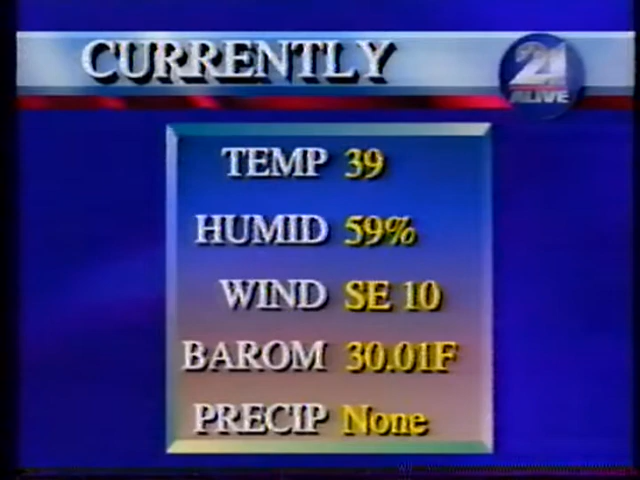 CURRENTLY
21
ALIVE
TEMP 39
HUMID 59%
WIND SE 10
BAROM 30.01F
PRECIP None